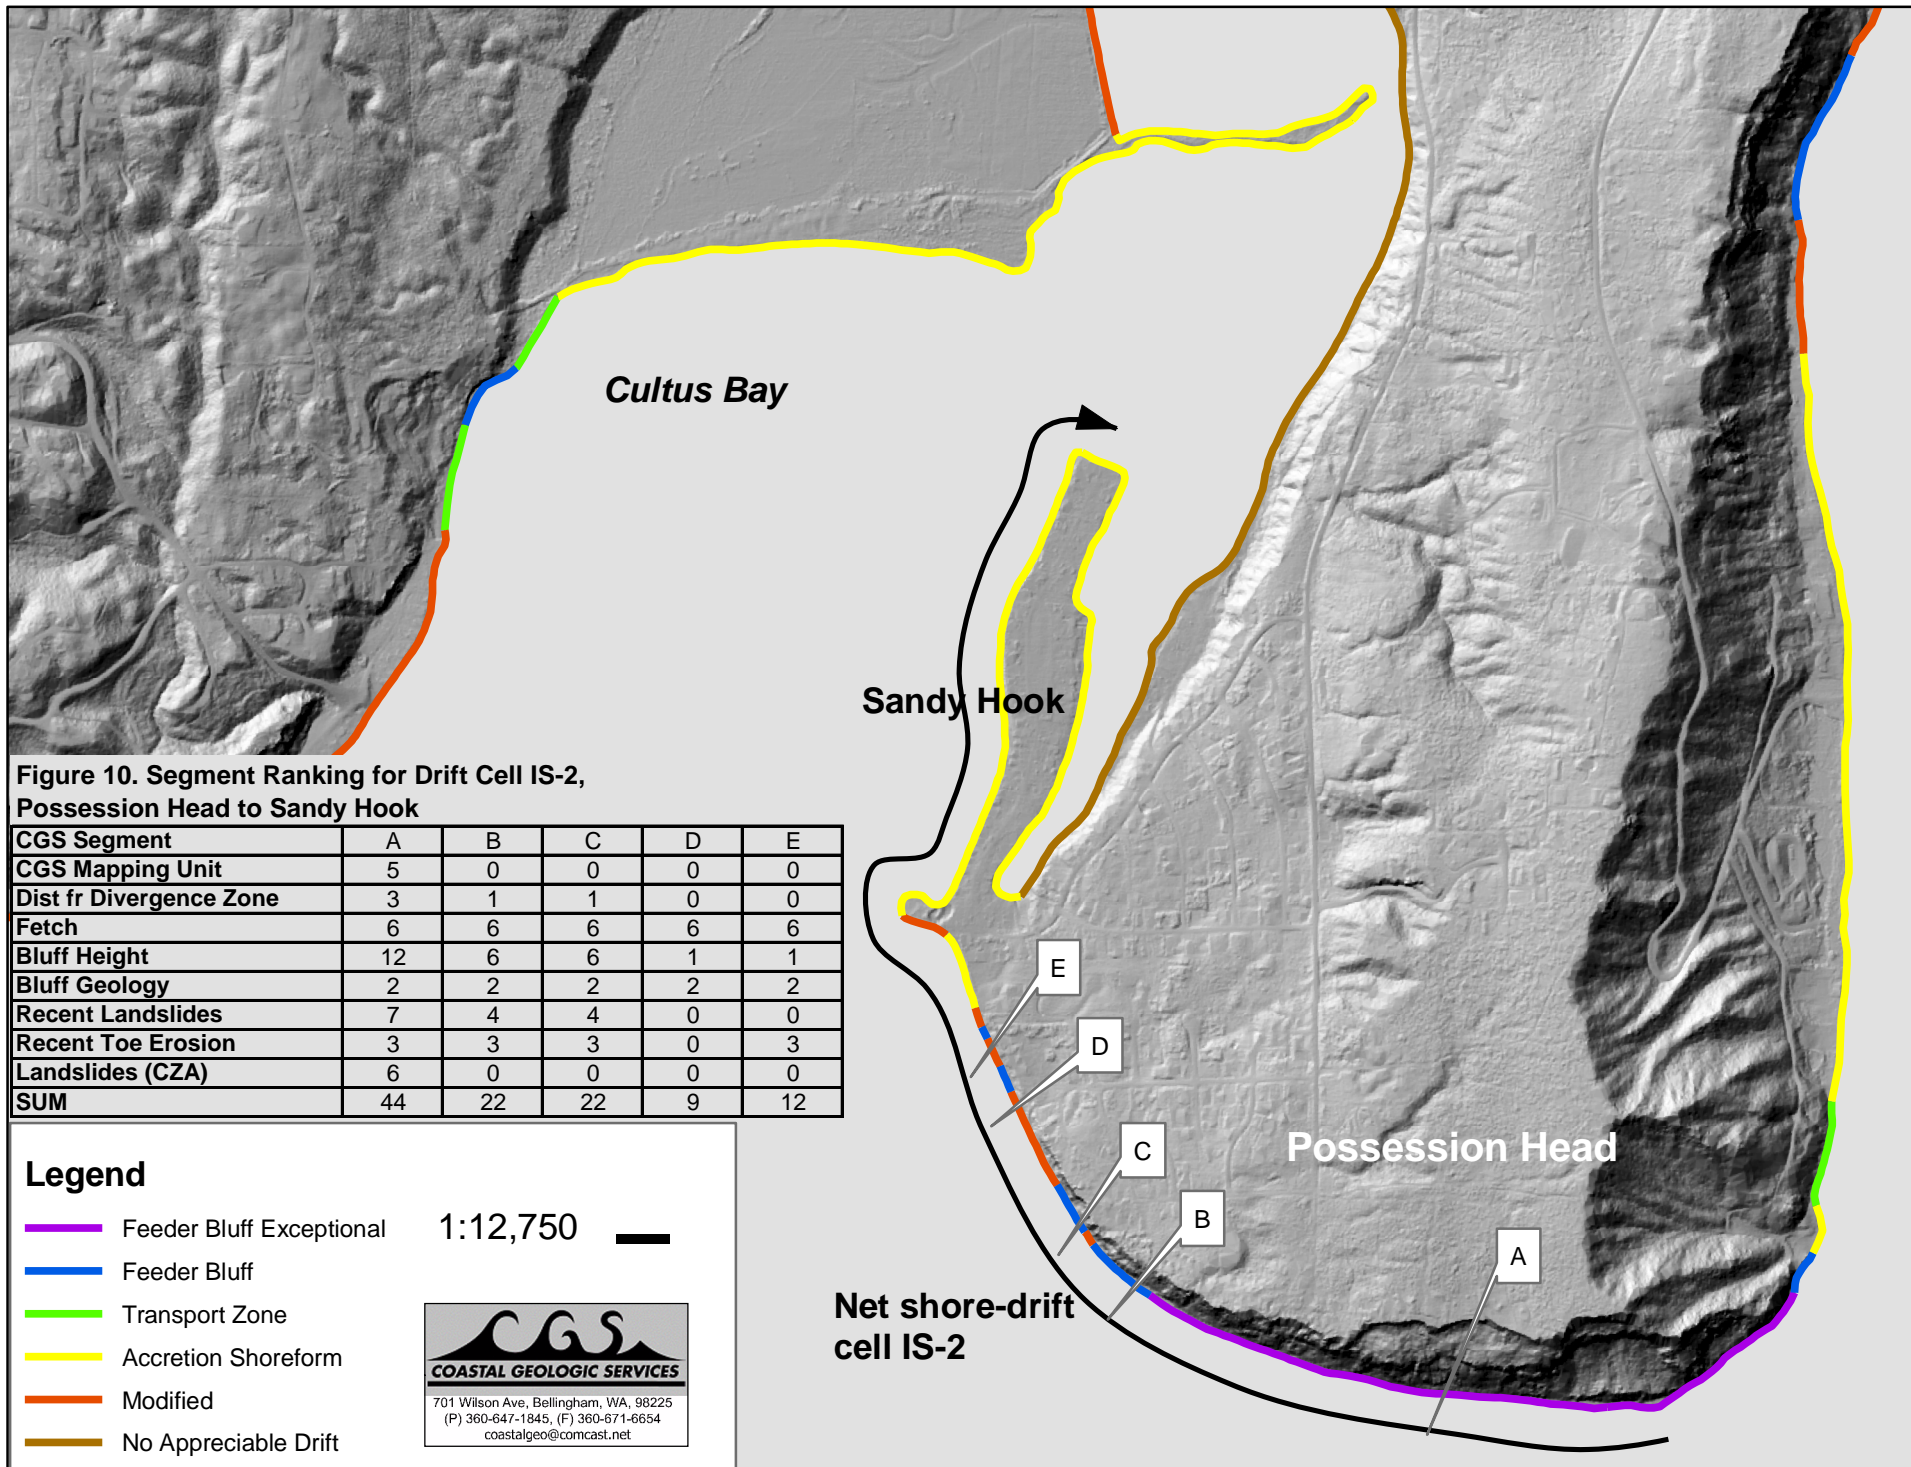 Cultus Bay
Sandy Hook
Figure 10. Segment Ranking for Drift Cell IS-2,
Possession Head to Sandy Hook
CGS Segment A B C D E
CGS Mapping Unit 5 0 0 0 0
Dist fr Divergence Zone 3 1 1 0 0
Fetch 6 6 6 6 6
Bluff Height 12 6 6 1 1
Bluff Geology 2 2 2 2 2
Recent Landslides 7 4 4 0 0
Recent Toe Erosion 3 3 3 0 3
Landslides (CZA) 6 0 0 0 0
SUM 44 22 22 9 12
E
D
C
B
A
Possession Head
Net shore-drift
cell IS-2
Legend
1:12,750
Feeder Bluff Exceptional
Feeder Bluff
Transport Zone
Accretion Shoreform
Modified
No Appreciable Drift
CGS
COASTAL GEOLOGIC SERVICES
701 Wilson Ave, Bellingham, WA, 98225
(P) 360-647-1845, (F) 360-671-6654
coastalgeo@comcast.net